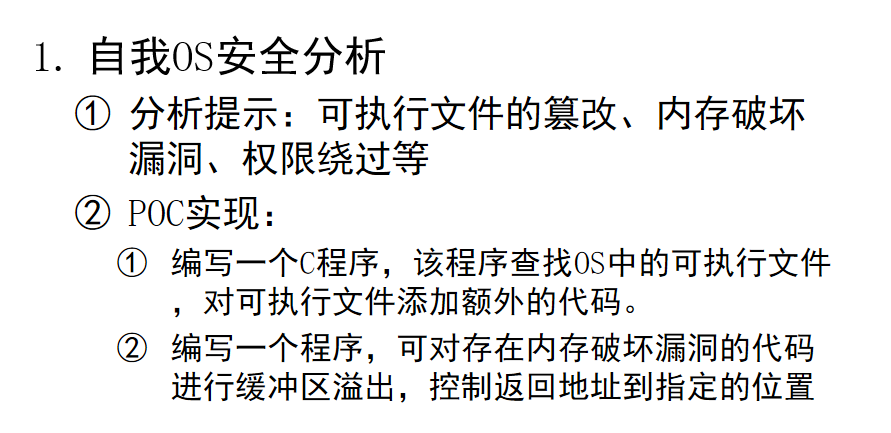 1. 自我OS安全分析
① 分析提示：可执行文件的篡改、内存破坏
漏洞、权限绕过等
② POC实现：
① 编写一个C程序，该程序查找OS中的可执行文件
，对可执行文件添加额外的代码。
② 编写一个程序，可对存在内存破坏漏洞的代码
进行缓冲区溢出，控制返回地址到指定的位置